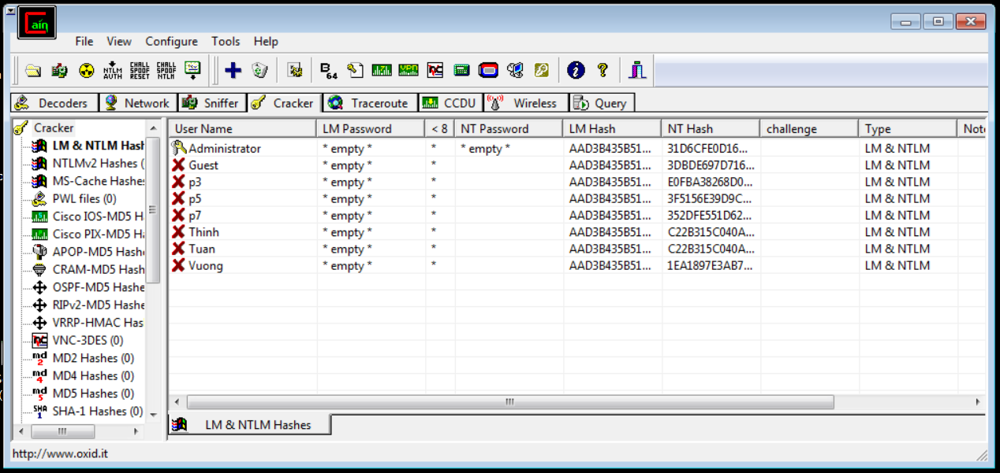 Cain
File View Configure Tools Help
NTLM AUTH CHALL SPOOF RESET CHALL SPOOF NTLM B 64
Decoders Network Sniffer Cracker Traceroute CCDU Wireless Query
Cracker
LM & NTLM Hash
NTLMv2 Hashes (
MS-Cache Hashes
PWL files (0)
Cisco IOS-MD5 H
Cisco PIX-MD5 Ha
APOP-MD5 Hashe
CRAM-MD5 Hash
OSPF-MD5 Hashe
RIPv2-MD5 Hashe
VRRP-HMAC Has
VNC-3DES (0)
MD2 Hashes (0)
MD4 Hashes (0)
MD5 Hashes (0)
SHA-1 Hashes (0)
User Name LM Password < 8 NT Password LM Hash NT Hash challenge Type Note
Administrator * empty * * * empty * AAD3B435B51... 31D6CFE0D16... LM & NTLM
Guest * empty * * AAD3B435B51... 3DBDE697D716... LM & NTLM
p3 * empty * * AAD3B435B51... E0FBA38268D0... LM & NTLM
p5 * empty * * AAD3B435B51... 3F5156E39D9C... LM & NTLM
p7 * empty * * AAD3B435B51... 352DFE551D62... LM & NTLM
Thinh * empty * * AAD3B435B51... C22B315C040A... LM & NTLM
Tuan * empty * * AAD3B435B51... C22B315C040A... LM & NTLM
Vuong * empty * * AAD3B435B51... 1EA1897E3AB7... LM & NTLM
LM & NTLM Hashes
http://www.oxid.it